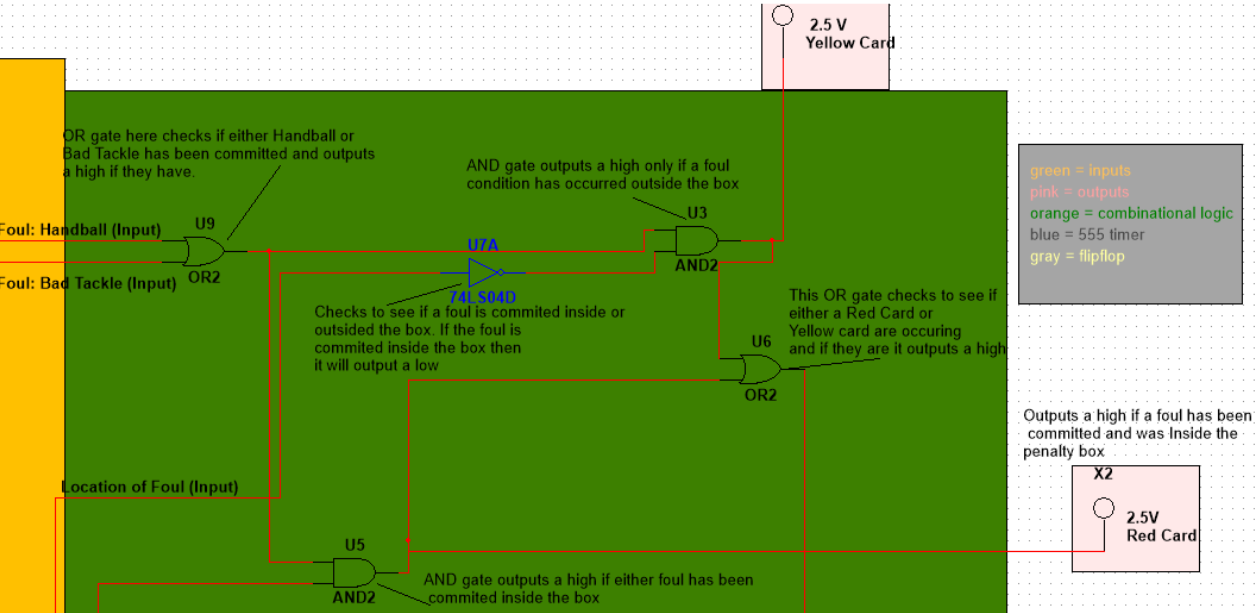 2.5 V
Yellow Card
OR gate here checks if either Handball or
Bad Tackle has been committed and outputs
a high if they have.
AND gate outputs a high only if a foul
condition has occurred outside the box
green = inputs
pink = outputs
orange = combinational logic
blue = 555 timer
gray = flipflop
U9
U3
Foul: Handball (Input)
U7A
AND2
OR2
Foul: Bad Tackle (Input)
74LS04D
Checks to see if a foul is commited inside or
outsided the box. If the foul is
commited inside the box then
it will output a low
This OR gate checks to see if
either a Red Card or
Yellow card are occuring
and if they are it outputs a high
U6
OR2
Outputs a high if a foul has been
committed and was Inside the
penalty box
X2
2.5V
Red Card
Location of Foul (Input)
U5
AND2
AND gate outputs a high if either foul has been
commited inside the box